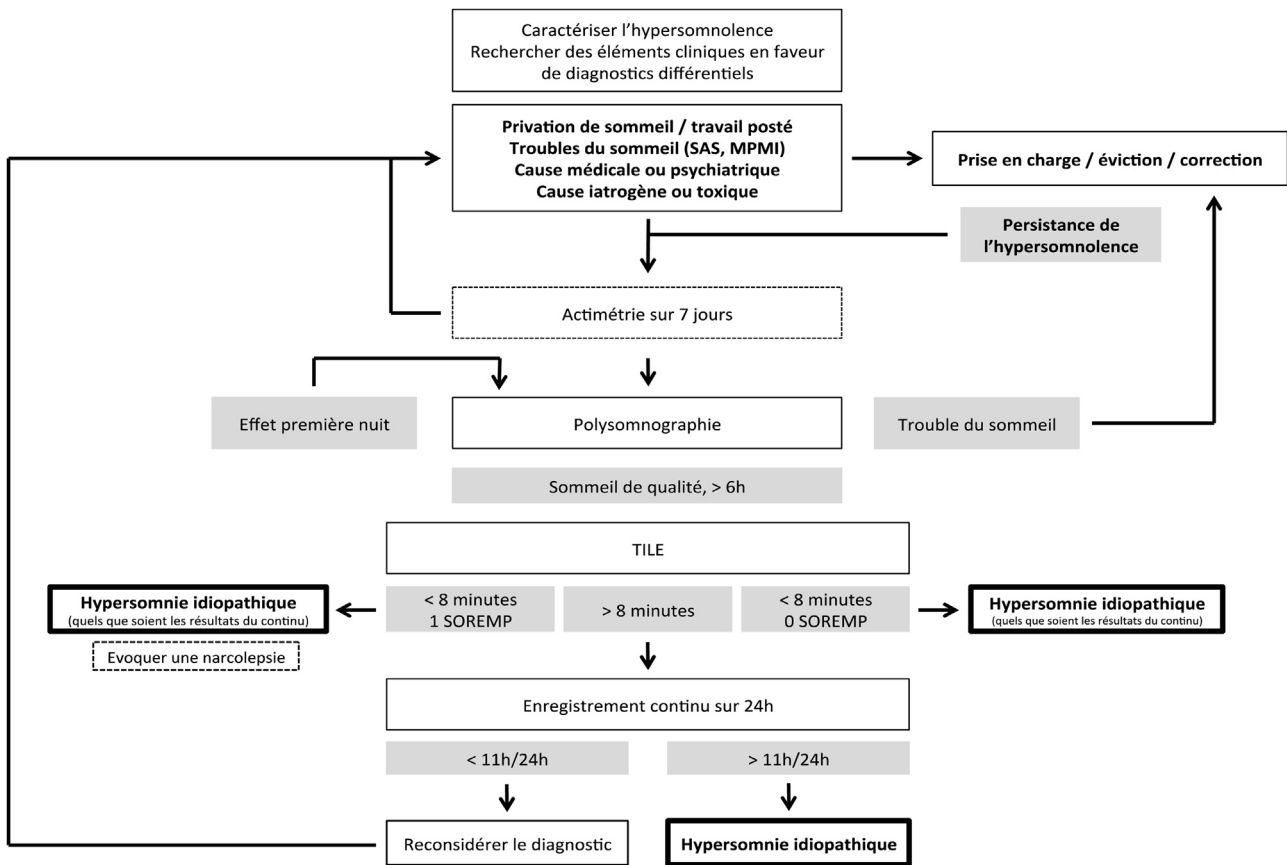 Caractériser l’hypersomnolence
Rechercher des éléments cliniques en faveur
de diagnostics différentiels
Privation de sommeil / travail posté
Troubles du sommeil (SAS, MPMI)
Cause médicale ou psychiatrique
Cause iatrogène ou toxique
Prise en charge / éviction / correction
Persistance de
l’hypersomnolence
Actimétrie sur 7 jours
Effet première nuit
Polysomnographie
Trouble du sommeil
Sommeil de qualité, > 6h
TILE
Hypersomnie idiopathique
(quels que soient les résultats du continu)
Evoquer une narcolepsie
< 8 minutes
1 SOREMP
> 8 minutes
< 8 minutes
0 SOREMP
Hypersomnie idiopathique
(quels que soient les résultats du continu)
Enregistrement continu sur 24h
< 11h/24h
> 11h/24h
Reconsidérer le diagnostic
Hypersomnie idiopathique